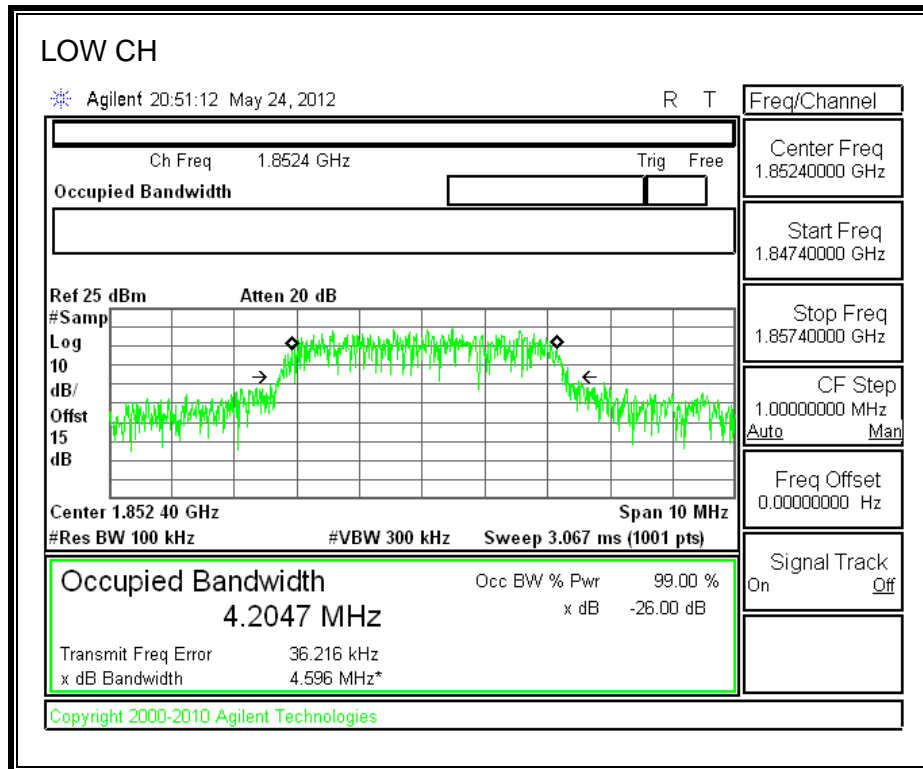 LOW CH
Agilent 20:51:12 May 24, 2012 R T
Freq/Channel
Ch Freq 1.8524 GHz Trig Free
Occupied Bandwidth
Center Freq
1.85240000 GHz
Start Freq
1.84740000 GHz
Stop Freq
1.85740000 GHz
CF Step
1.00000000 MHz
Auto Man
Freq Offset
0.00000000 Hz
Signal Track
On Off
Ref 25 dBm Atten 20 dB
#Samp
Log
10
dB/
Offst
15
dB
Center 1.852 40 GHz Span 10 MHz
#Res BW 100 kHz #VBW 300 kHz Sweep 3.067 ms (1001 pts)
Occupied Bandwidth Occ BW % Pwr 99.00 %
4.2047 MHz x dB -26.00 dB
Transmit Freq Error 36.216 kHz
x dB Bandwidth 4.596 MHz*
Copyright 2000-2010 Agilent Technologies